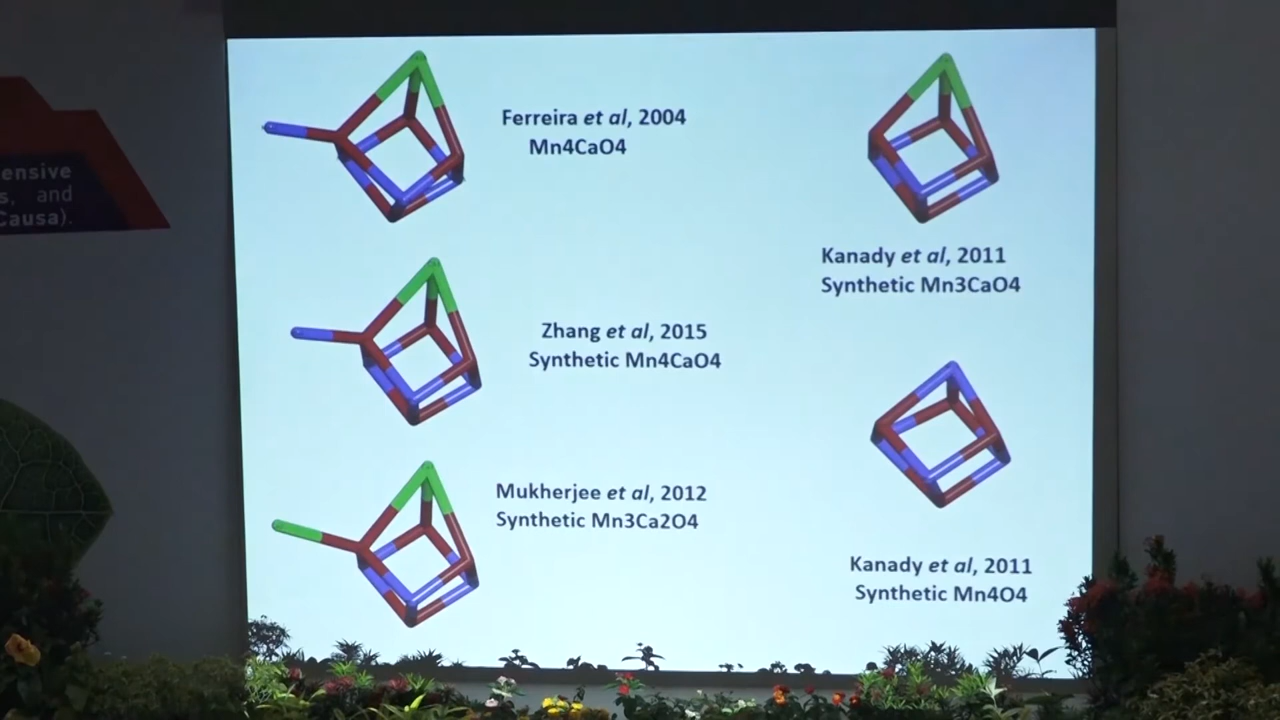 ensive
s, and
Causa).
Ferreira et al, 2004
Mn4CaO4
Zhang et al, 2015
Synthetic Mn4CaO4
Mukherjee et al, 2012
Synthetic Mn3Ca2O4
Kanady et al, 2011
Synthetic Mn3CaO4
Kanady et al, 2011
Synthetic Mn4O4